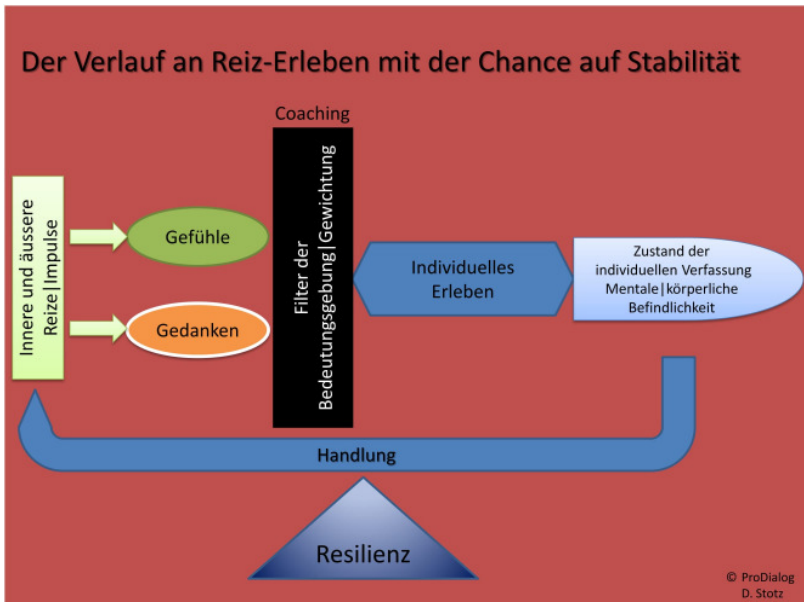 Der Verlauf an Reiz-Erleben mit der Chance auf Stabilität
Coaching
Innere und äussere
Reize|Impulse
Gefühle
Gedanken
Filter der
Bedeutungsgebung|Gewichtung
Individuelles
Erleben
Zustand der
individuellen Verfassung
Mentale|körperliche
Befindlichkeit
Handlung
Resilienz
© ProDialog
D. Stotz